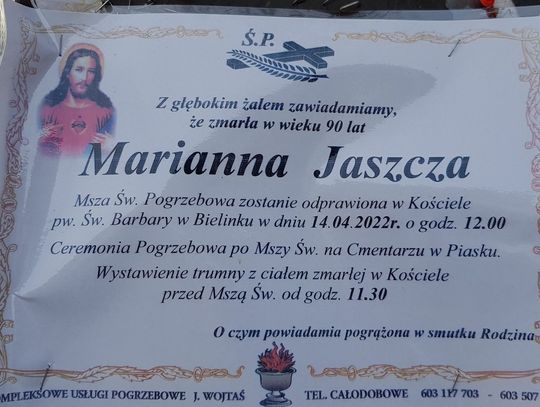 Ś.P.
Z głębokim żalem zawiadamiamy,
że zmarła w wieku 90 lat
Marianna Jaszcza
Msza Św. Pogrzebowa zostanie odprawiona w Kościele
pw. Św. Barbary w Bielinku w dniu 14.04.2022r. o godz. 12.00
Ceremonia Pogrzebowa po Mszy Św. na Cmentarzu w Piasku.
Wystawienie trumny z ciałem zmarłej w Kościele
przed Mszą Św. od godz. 11.30
O czym powiadamia pogrążona w smutku Rodzina
OMPLEKSOWE USŁUGI POGRZEBOWE J. WOJTAŚ TEL. CAŁODOBOWE 603 117 703 - 603 507